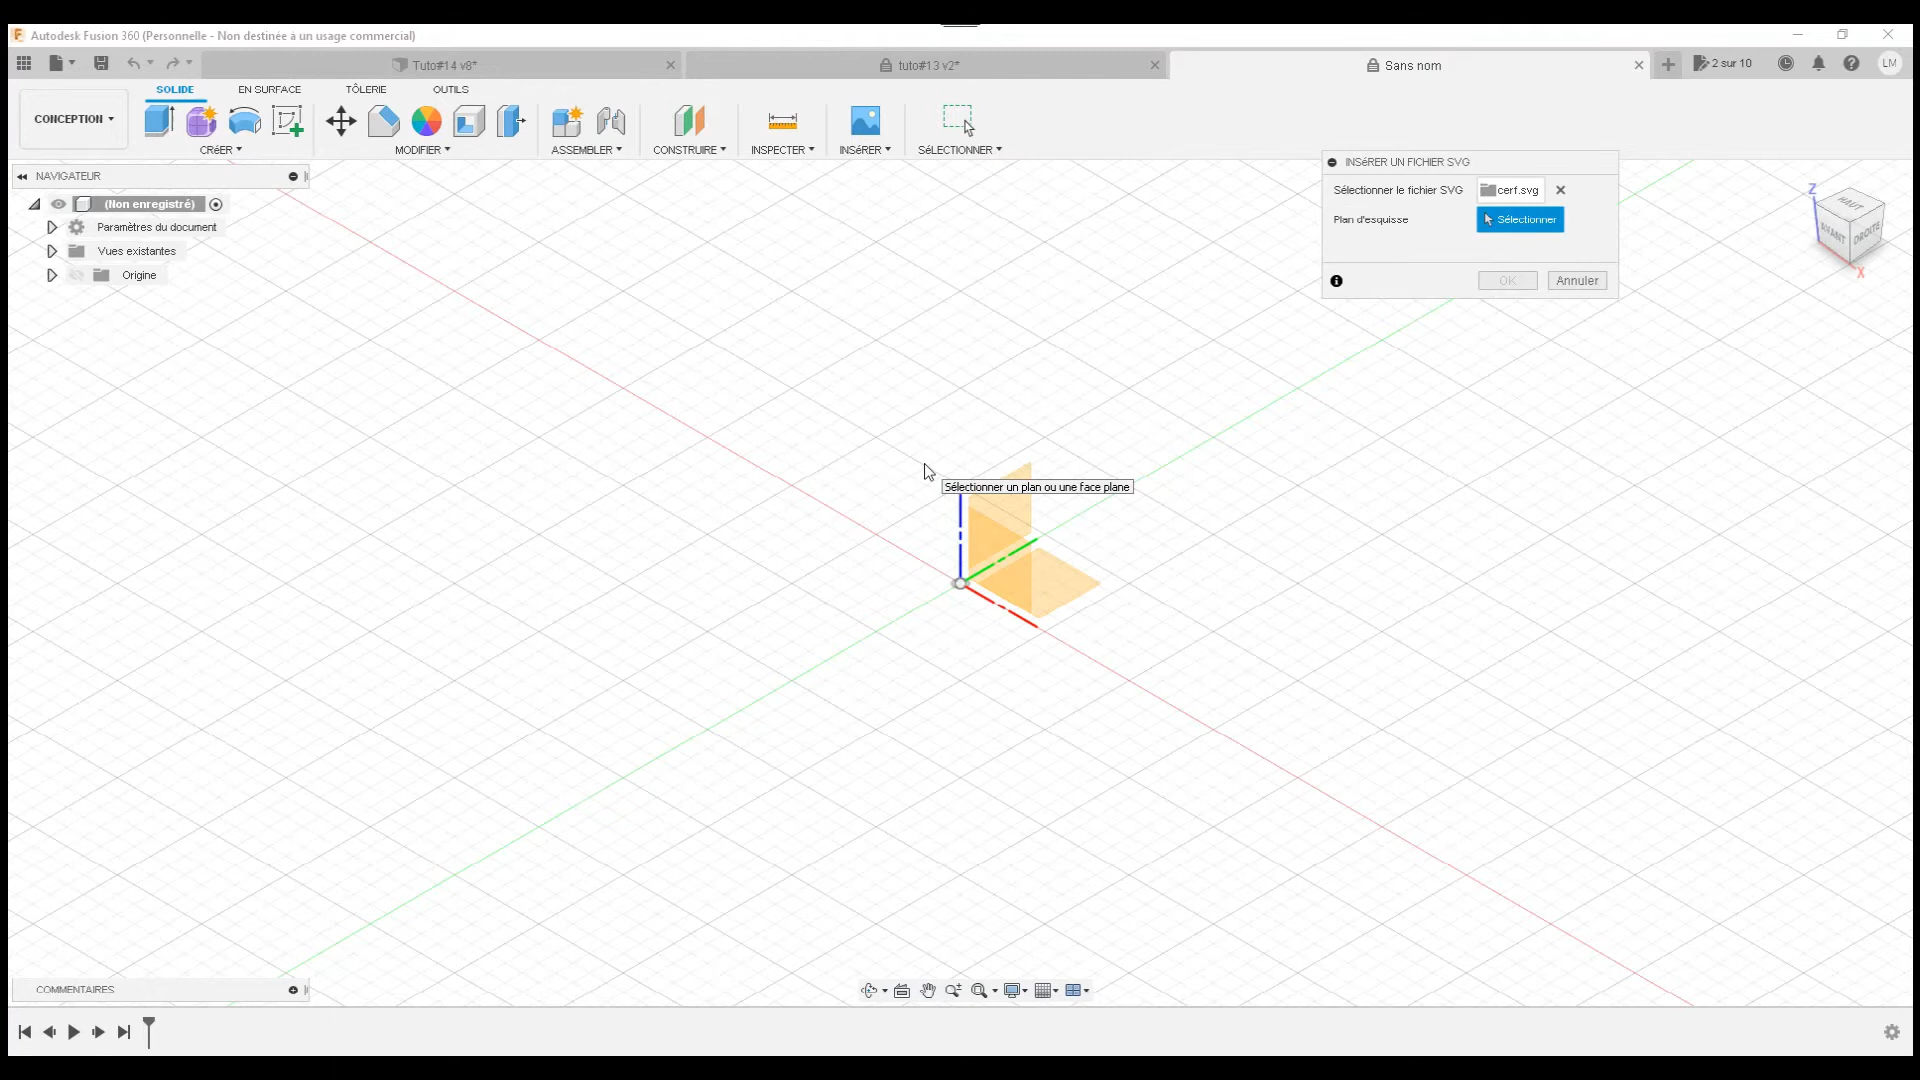 Autodesk Fusion 360 (Personnelle - Non destinée à un usage commercial)
Tuto#14 v8*
tuto#13 v2*
Sans nom
2 sur 10
LM
CONCEPTION
SOLIDE
EN SURFACE
TÔLERIE
OUTILS
CRéER
MODIFIER
ASSEMBLER
CONSTRUIRE
INSPECTER
INSéRER
SéLECTIONNER
NAVIGATEUR
(Non enregistré)
Paramètres du document
Vues existantes
Origine
INSéRER UN FICHIER SVG
Sélectionner le fichier SVG
cerf.svg
Plan d'esquisse
Sélectionner
OK
Annuler
Z
HAUT
AVANT
DROITE
X
Sélectionner un plan ou une face plane
COMMENTAIRES